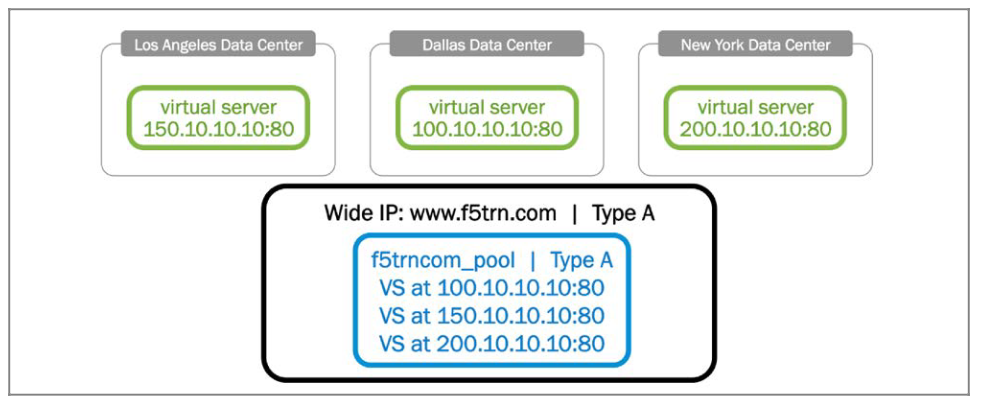 Los Angeles Data Center
virtual server
150.10.10.10:80
Dallas Data Center
virtual server
100.10.10.10:80
New York Data Center
virtual server
200.10.10.10:80
Wide IP: www.f5trn.com | Type A
f5trncom_pool | Type A
VS at 100.10.10.10:80
VS at 150.10.10.10:80
VS at 200.10.10.10:80